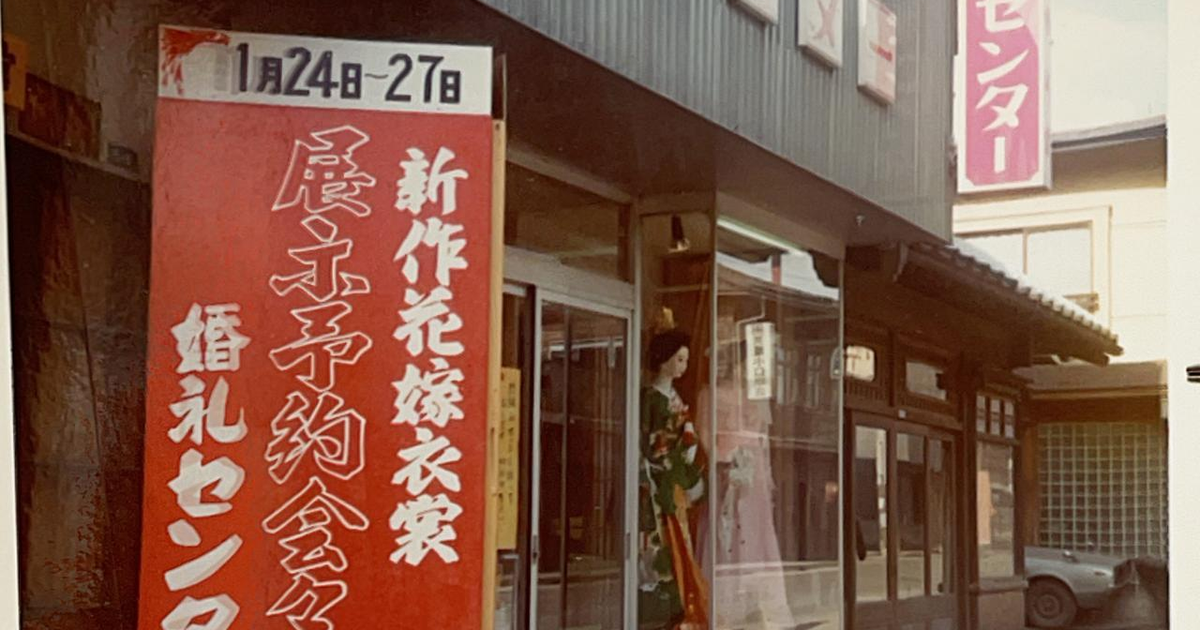 1月24日~27日
新作花嫁衣裳
展示予約会
婚礼センタ
センター